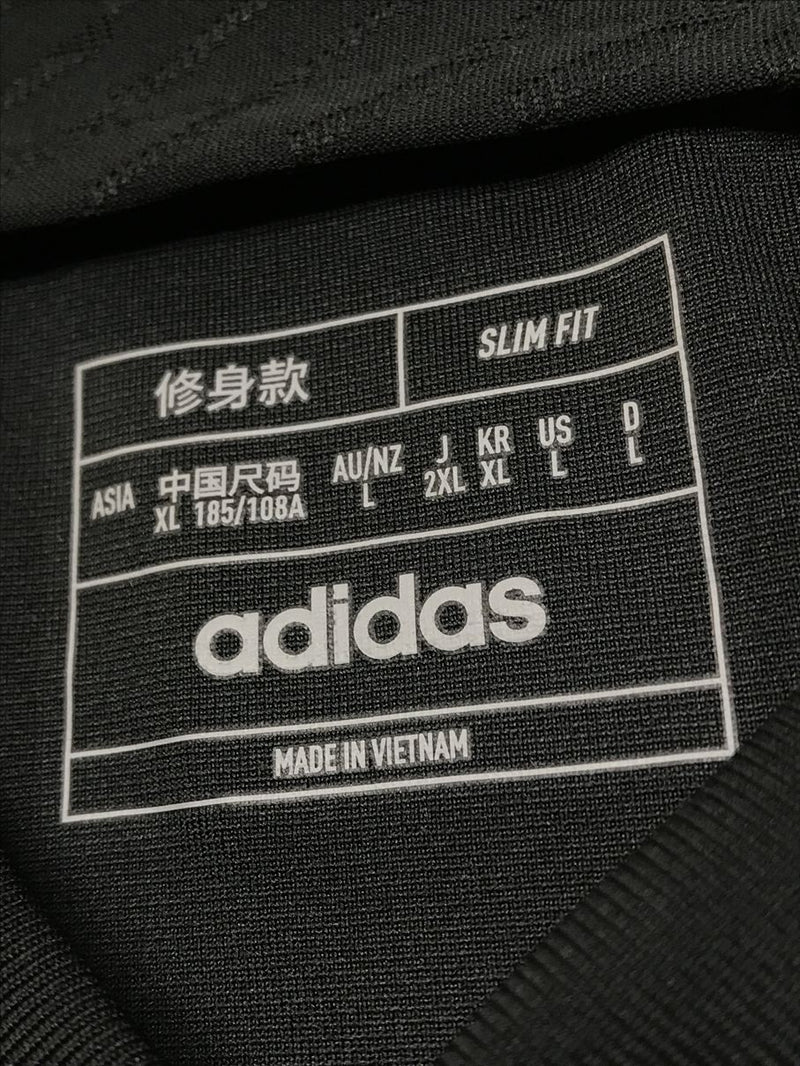 修身款 SLIM FIT
ASIA 中国尺码 AU/NZ J KR US D
XL 185/108A L 2XL XL L L
adidas
MADE IN VIETNAM